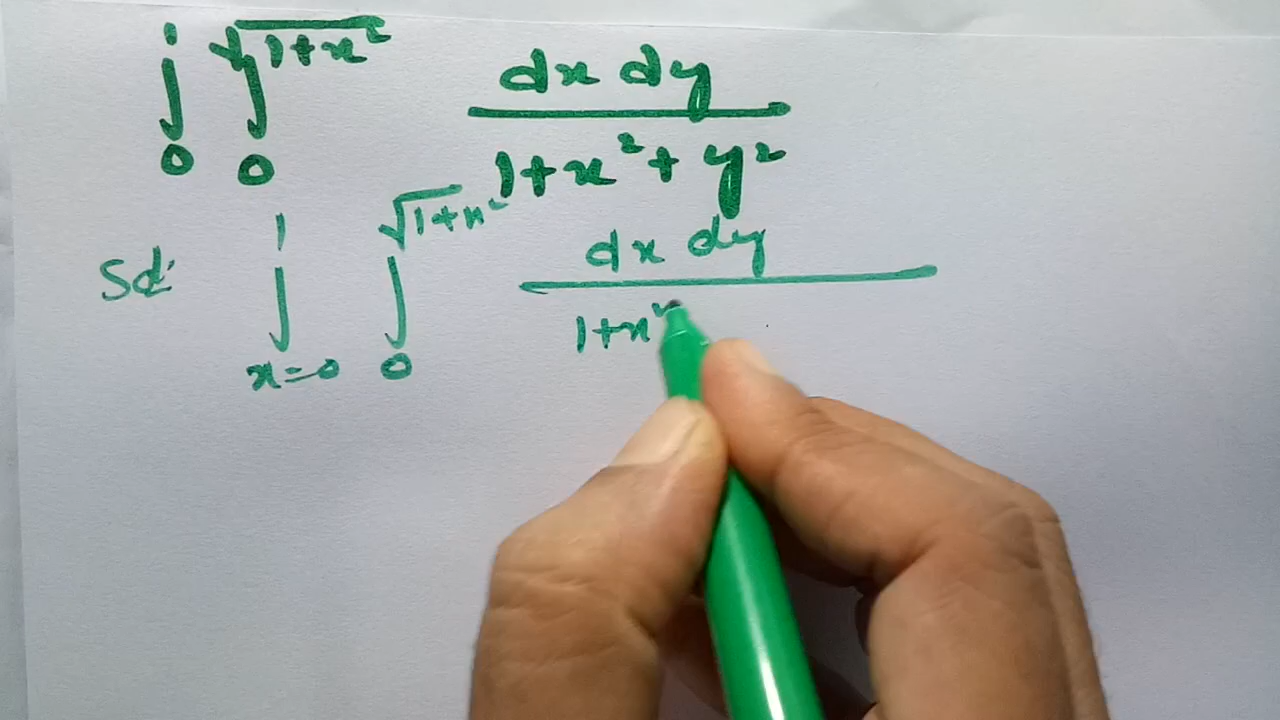 ∫₀¹ ∫₀^√(1+x²) dx dy / 1+x²+y²
Sol: ∫ₓ₌₀¹ ∫₀^√(1+x²) dx dy / 1+x²